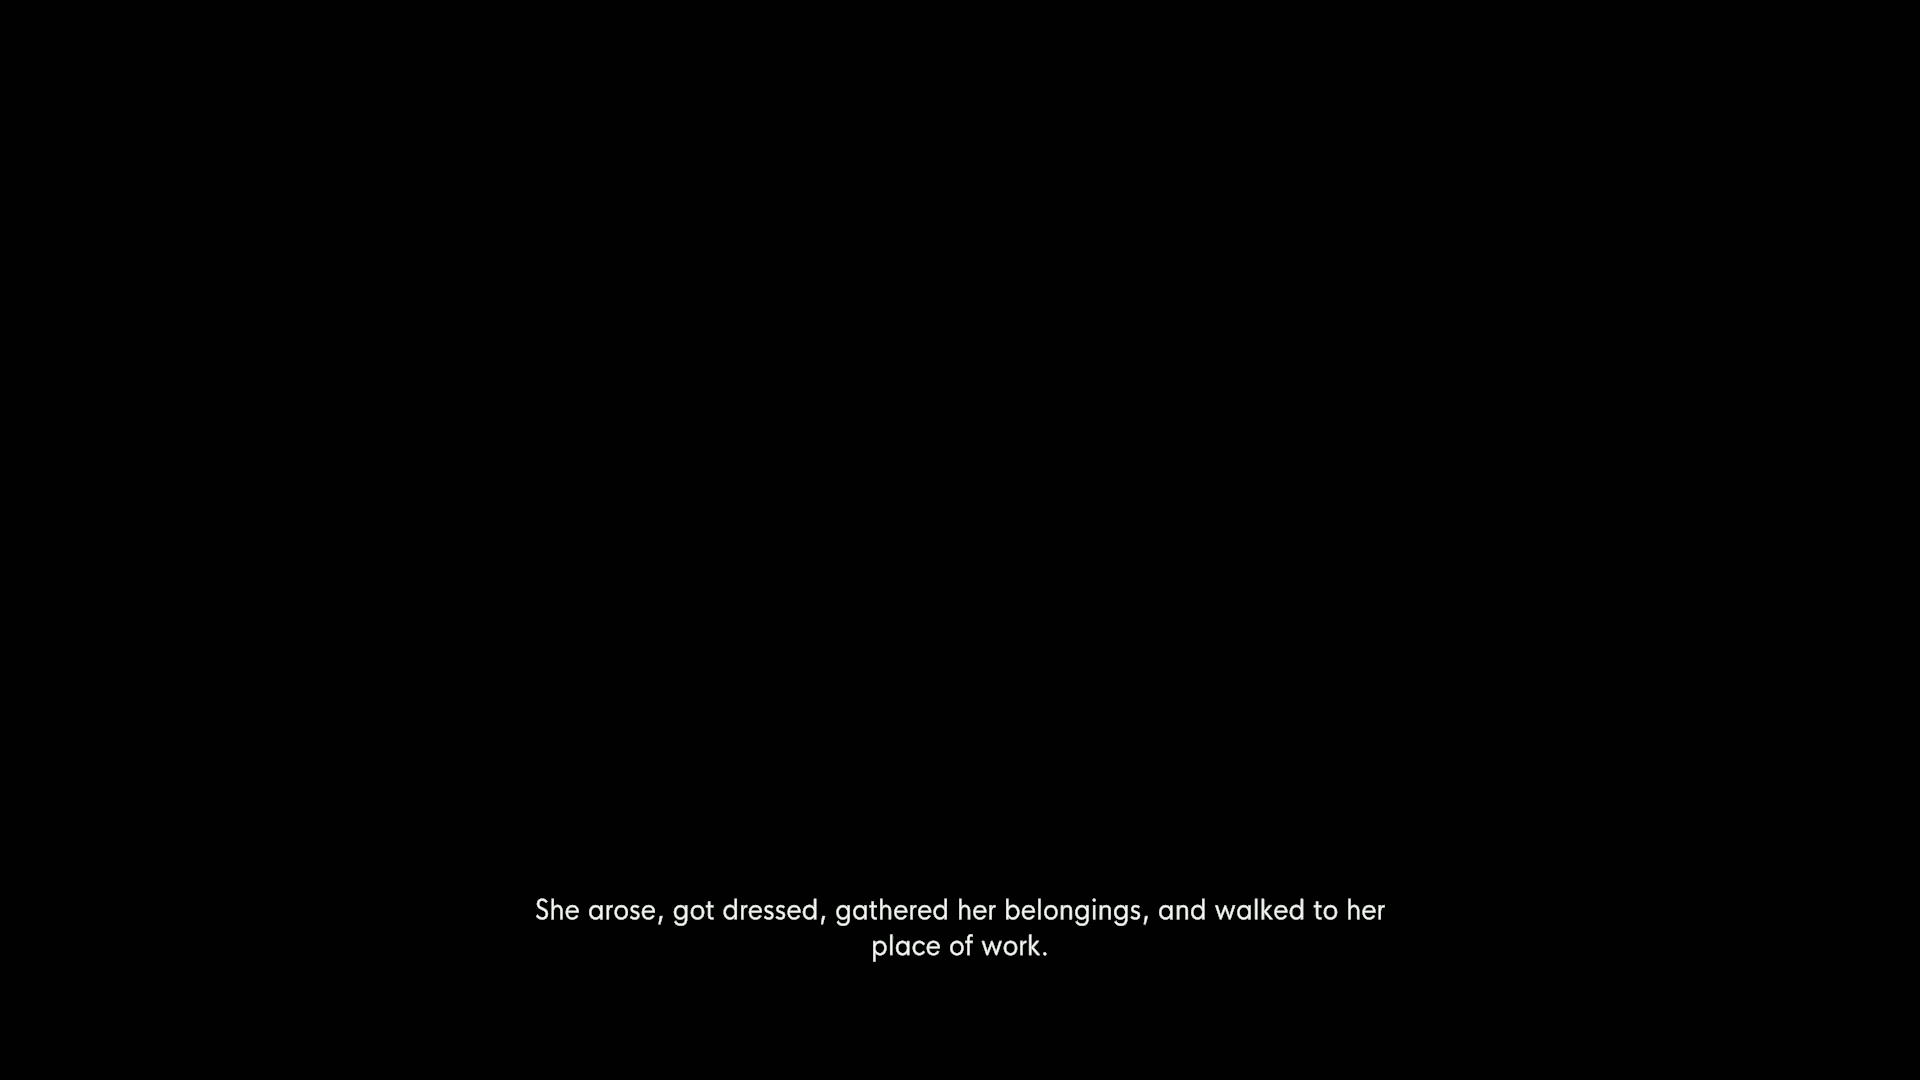 She arose, got dressed, gathered her belongings, and walked to her
place of work.